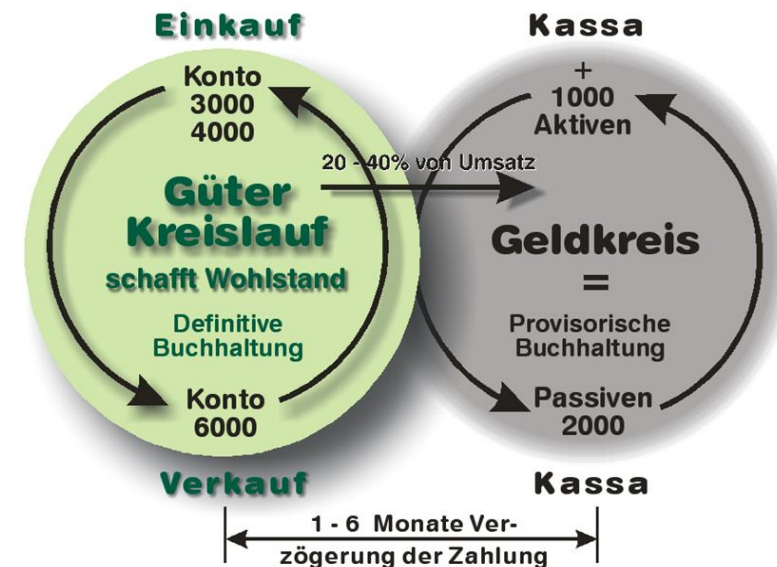 Einkauf
Konto
3000
4000
Güter
Kreislauf
schafft Wohlstand
Definitive
Buchhaltung
Konto
6000
Verkauf
20 - 40% von Umsatz
Kassa
+
1000
Aktiven
Geldkreis
=
Provisorische
Buchhaltung
Passiven
2000
Kassa
1 - 6 Monate Ver-
zögerung der Zahlung